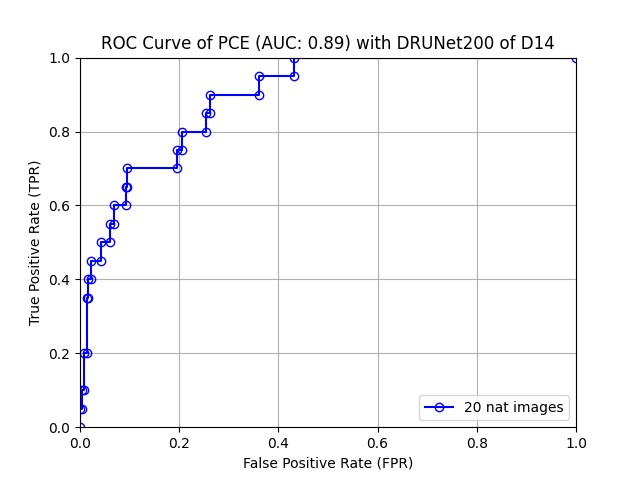 ROC Curve of PCE (AUC: 0.89) with DRUNet200 of D14
True Positive Rate (TPR)
1.0
0.8
0.6
0.4
0.2
0.0
20 nat images
0.0 0.2 0.4 0.6 0.8 1.0
False Positive Rate (FPR)